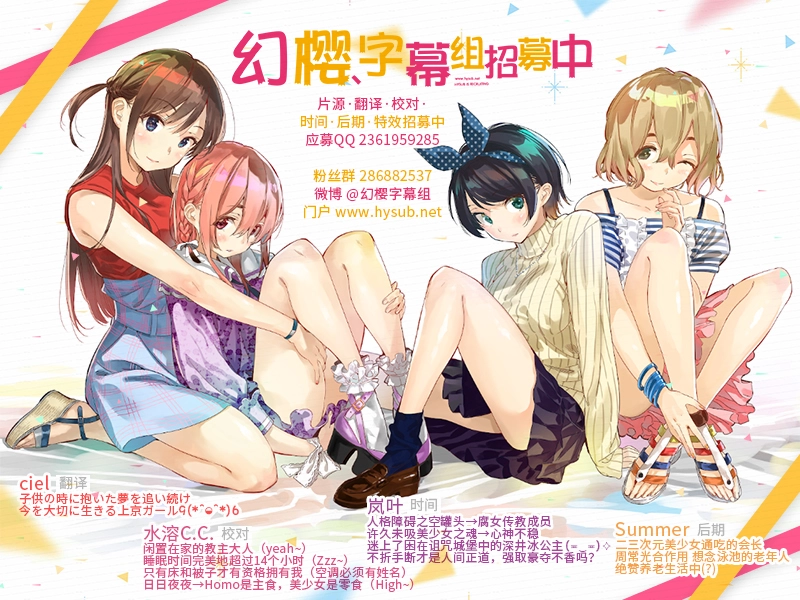 幻樱、字幕组招募中
片源·翻译·校对·
时间·后期·特效招募中
应募QQ 2361959285
粉丝群 286882537
微博 @幻樱字幕组
门户 www.hysub.net
ciel 翻译
子供の時に抱いた夢を追い続け
今を大切に生きる上京ガール٩(*´◒`*)۶
水溶C.C. 校对
闲置在家的教主大人（yeah~）
睡眠时间完美地超过14个小时（Zzz~）
只有床和被子才有资格拥有我（空调必须有姓名）
日日夜夜→Homo是主食，美少女是零食（High~）
岚叶 时间
人格障碍之空罐头→腐女传教成员
许久未吸美少女之魂→心神不稳
迷上了困在诅咒城堡中的深井冰公主(=_=)✧
不折手断才是人间正道，强取豪夺不香吗？
Summer 后期
二三次元美少女通吃的会长
周常光合作用 想念泳池的老年人
绝赞养老生活中(?)